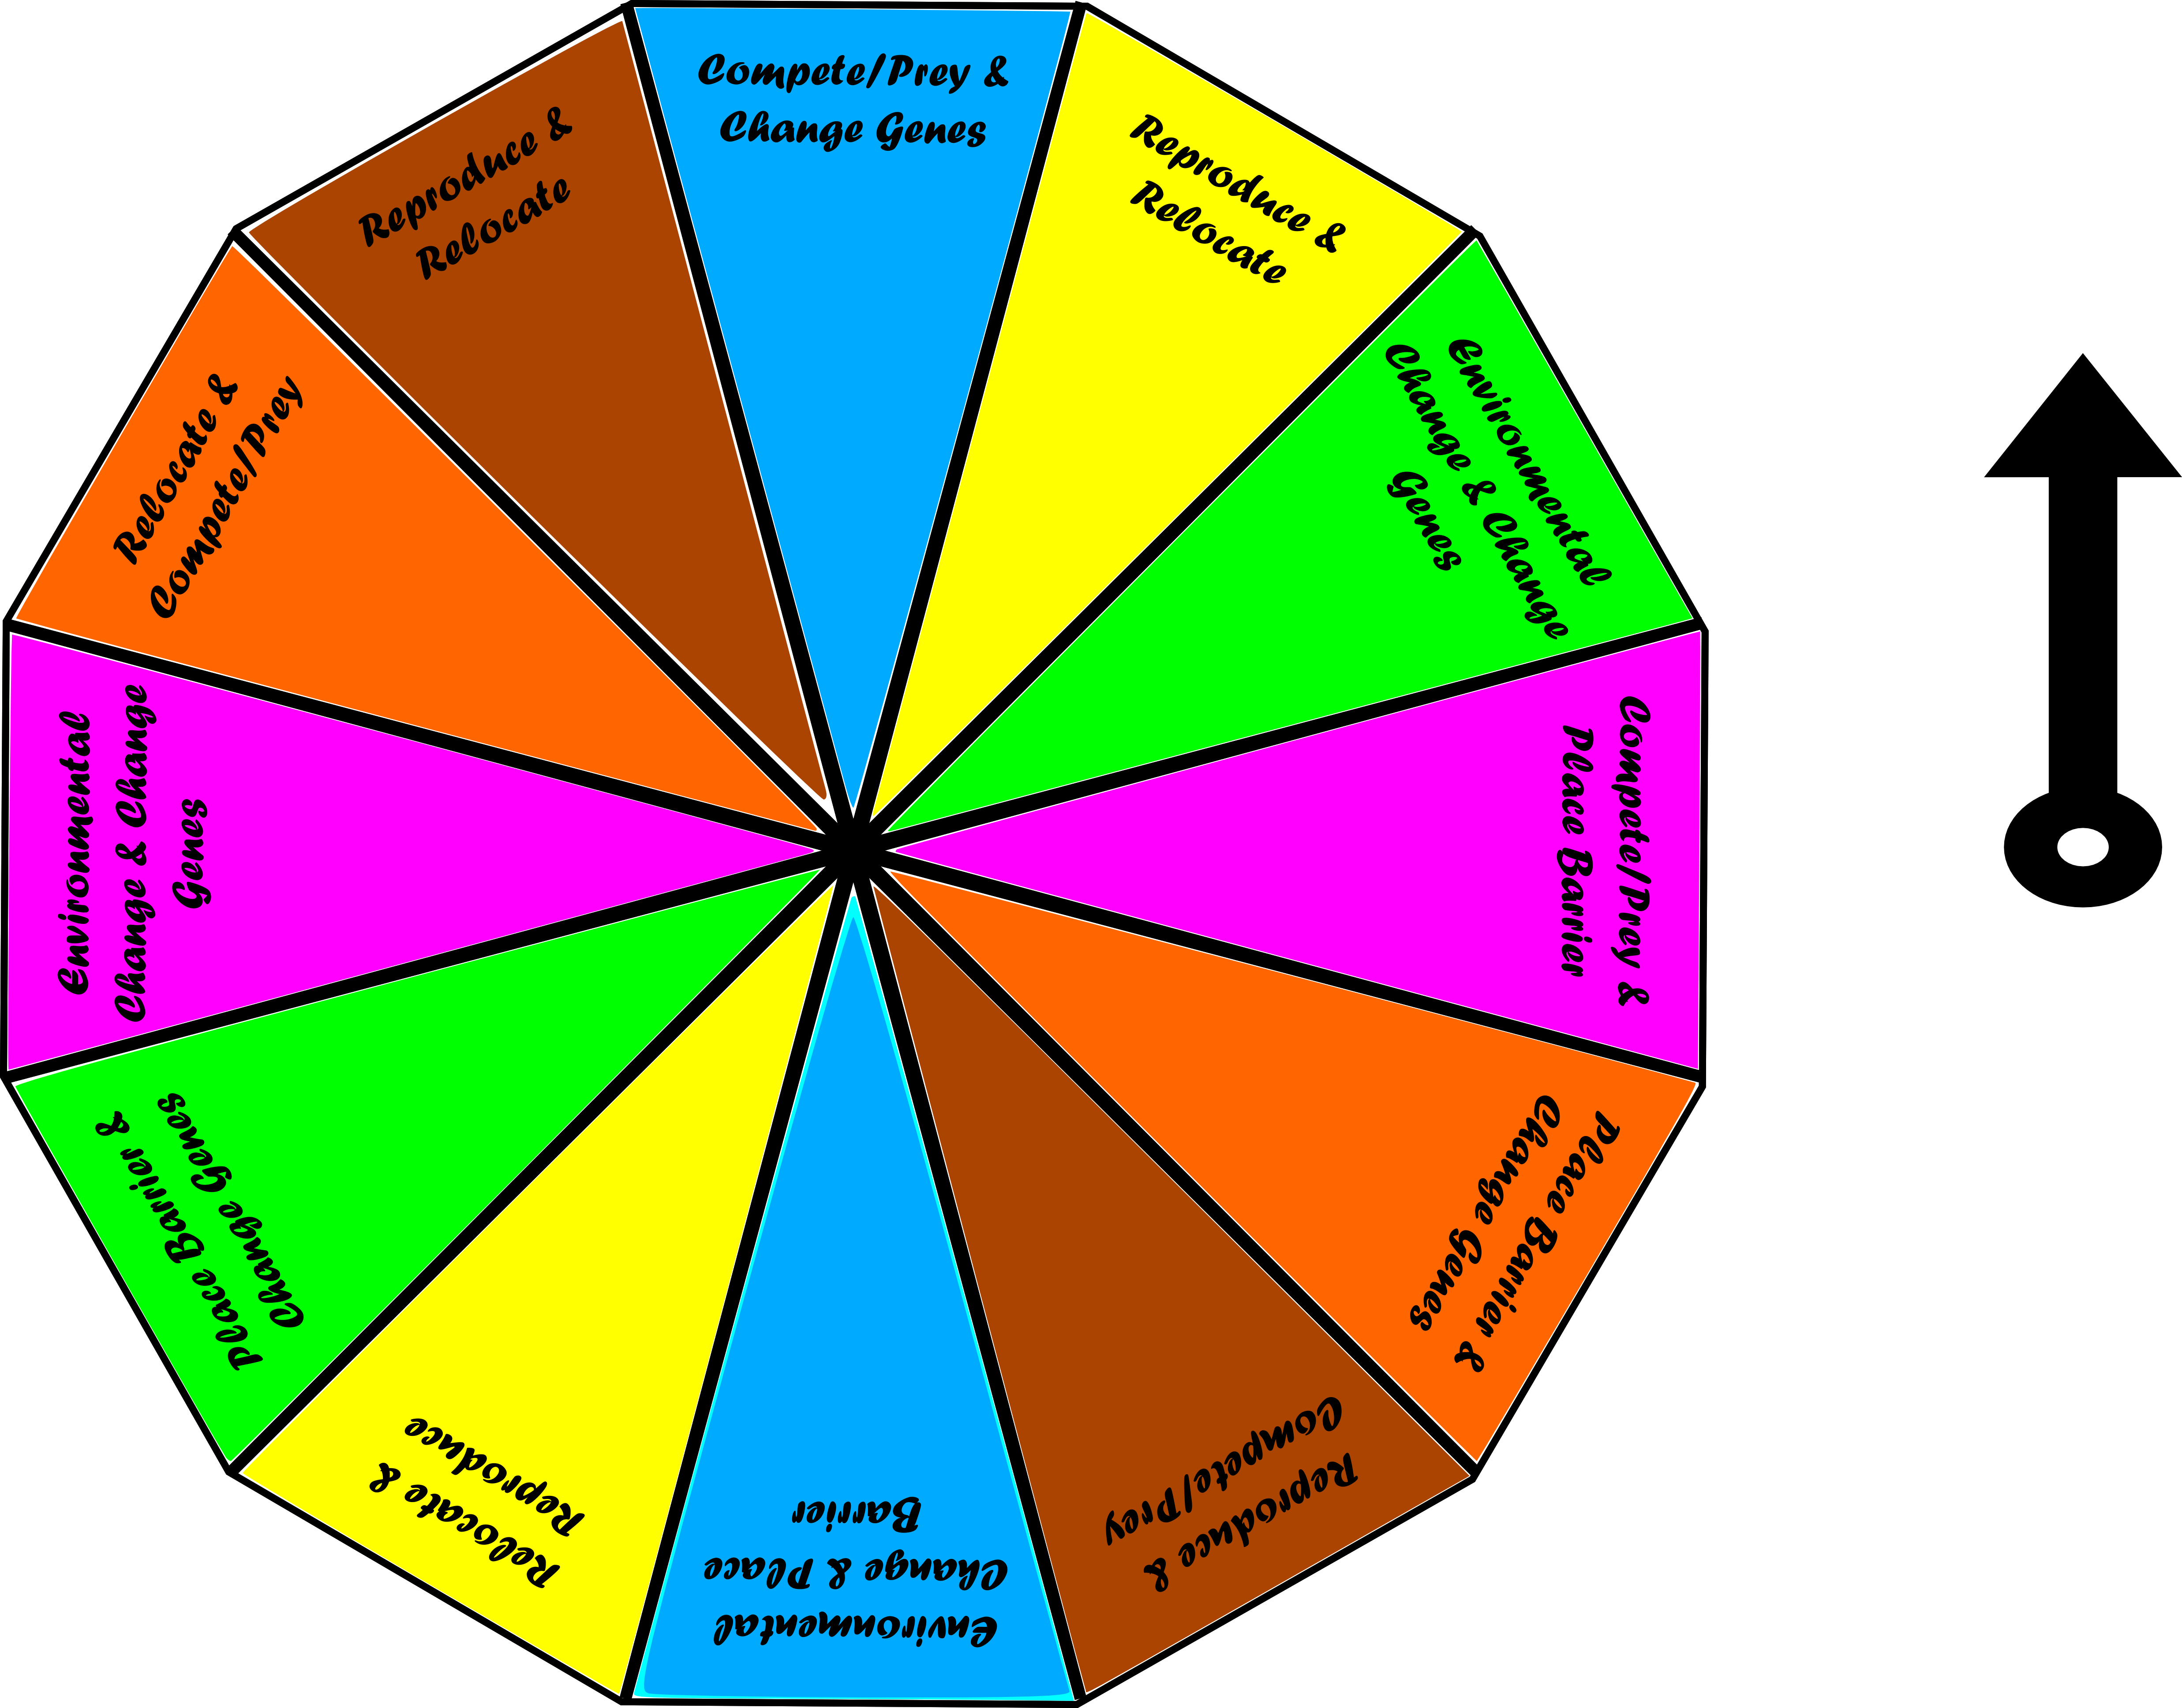 Compete/Prey &
Change Genes
Reproduce &
Relocate
Environmental
Change & Change
Genes
Compete/Prey &
Place Barrier
Place Barrier &
Change Genes
Reproduce &
Compete/Prey
environmental
Change & Place
Barrier
Relocate &
Reproduce
Place Barrier &
Change Genes
environmental
Change & Change
Genes
Relocate &
Compete/Prey
Reproduce &
Relocate